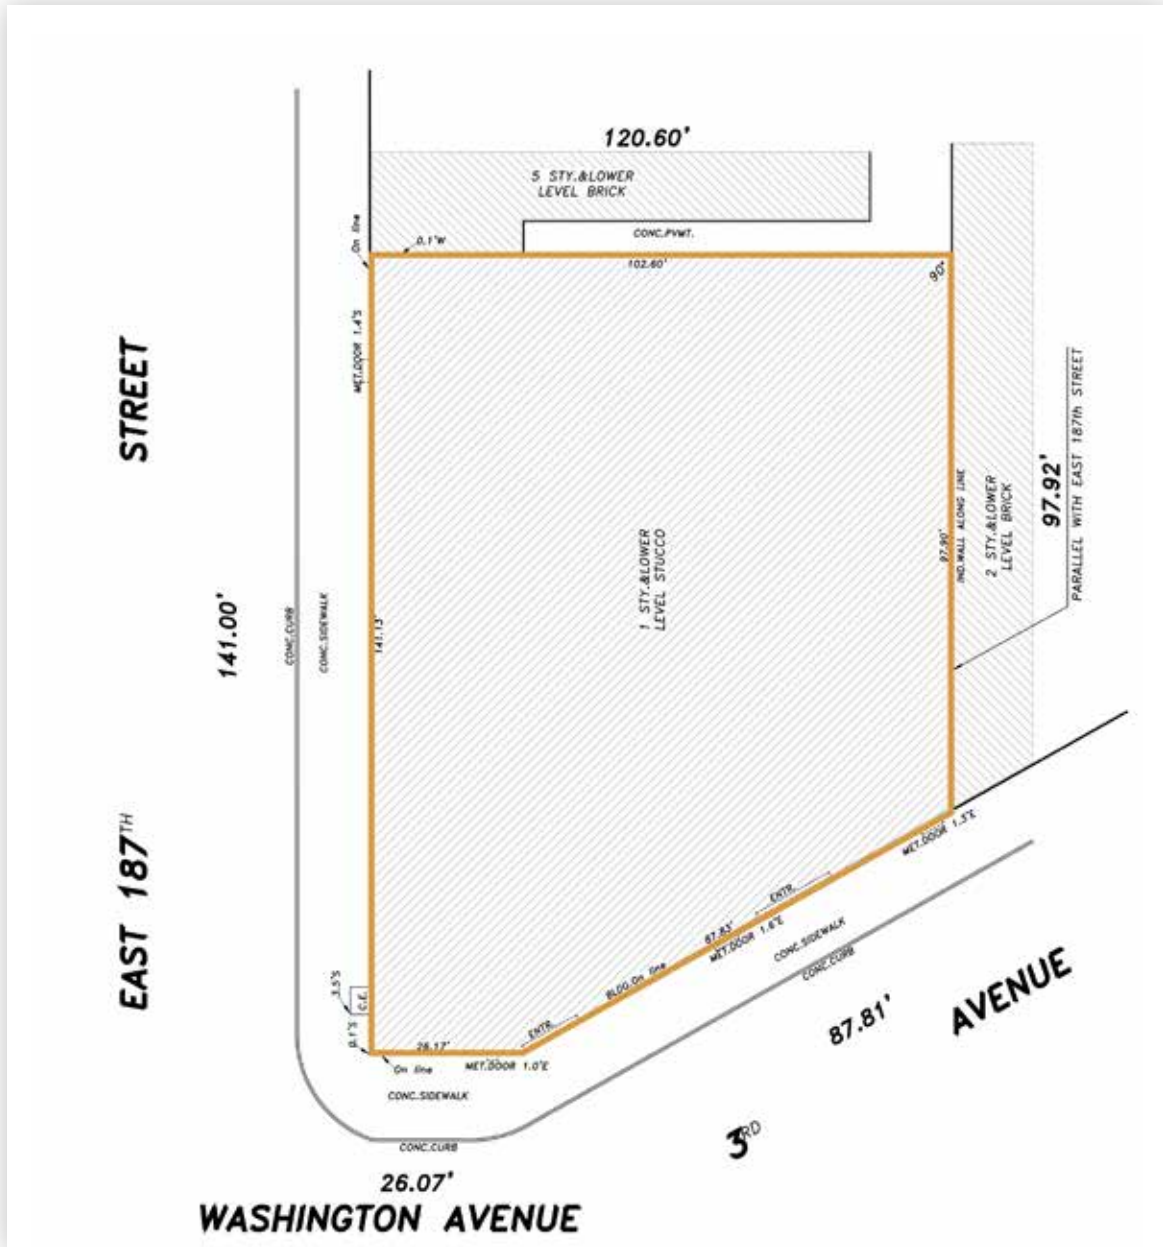 120.60'
5 STY.&LOWER
LEVEL BRICK
CONC.PVMT.
On line
0.1'W
102.60'
90°
MET.DOOR 1.4'S
STREET
PARALLEL WITH EAST 187th STREET
97.92'
2 STY.&LOWER
LEVEL BRICK
IND.WALL ALONG LINE
97.90'
1 STY.&LOWER
LEVEL STUCCO
141.00'
CONC.CURB
CONC.SIDEWALK
141.13'
EAST 187TH
MET.DOOR 1.3'E
ENTR.
87.83'
MET.DOOR 1.6'E
CONC.SIDEWALK
CONC.CURB
BLDG.On line
3.5'S
C.E.
0.1'S
ENTR.
26.17'
On line
MET.DOOR 1.0'E
87.81'
AVENUE
CONC.SIDEWALK
CONC.CURB
3RD
26.07'
WASHINGTON AVENUE